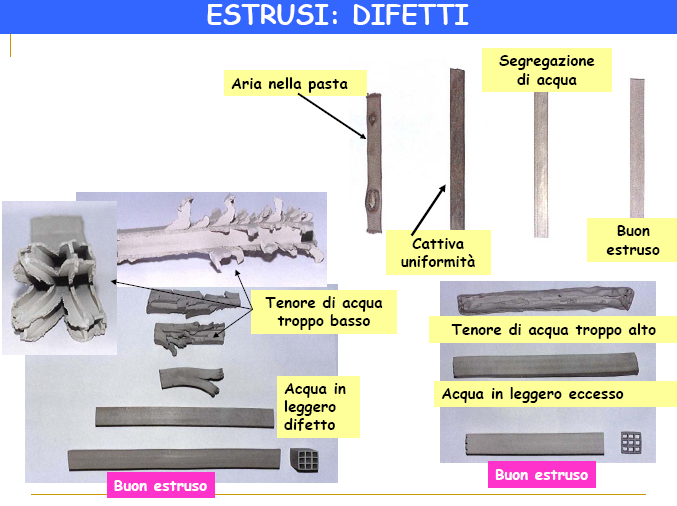 ESTRUSI: DIFETTI
Segregazione
di acqua
Aria nella pasta
Cattiva
uniformità
Buon
estruso
Tenore di acqua
troppo basso
Tenore di acqua troppo alto
Acqua in
leggero
difetto
Acqua in leggero eccesso
Buon estruso
Buon estruso